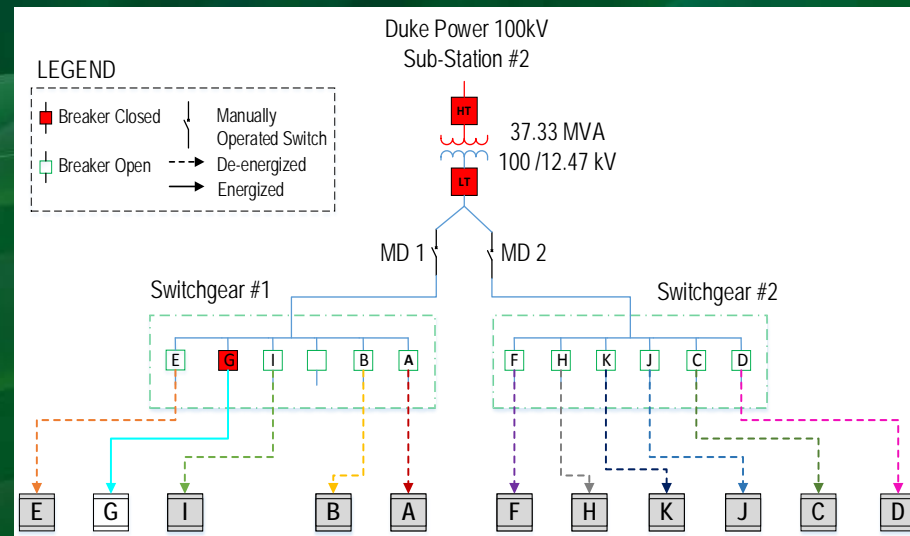 Duke Power 100kV
Sub-Station #2
LEGEND
Breaker Closed
Manually
Operated Switch
Breaker Open
De-energized
Energized
HT
37.33 MVA
100 /12.47 kV
LT
MD 1
MD 2
Switchgear #1
Switchgear #2
E G I B A F H K J C D
E G I B A F H K J C D